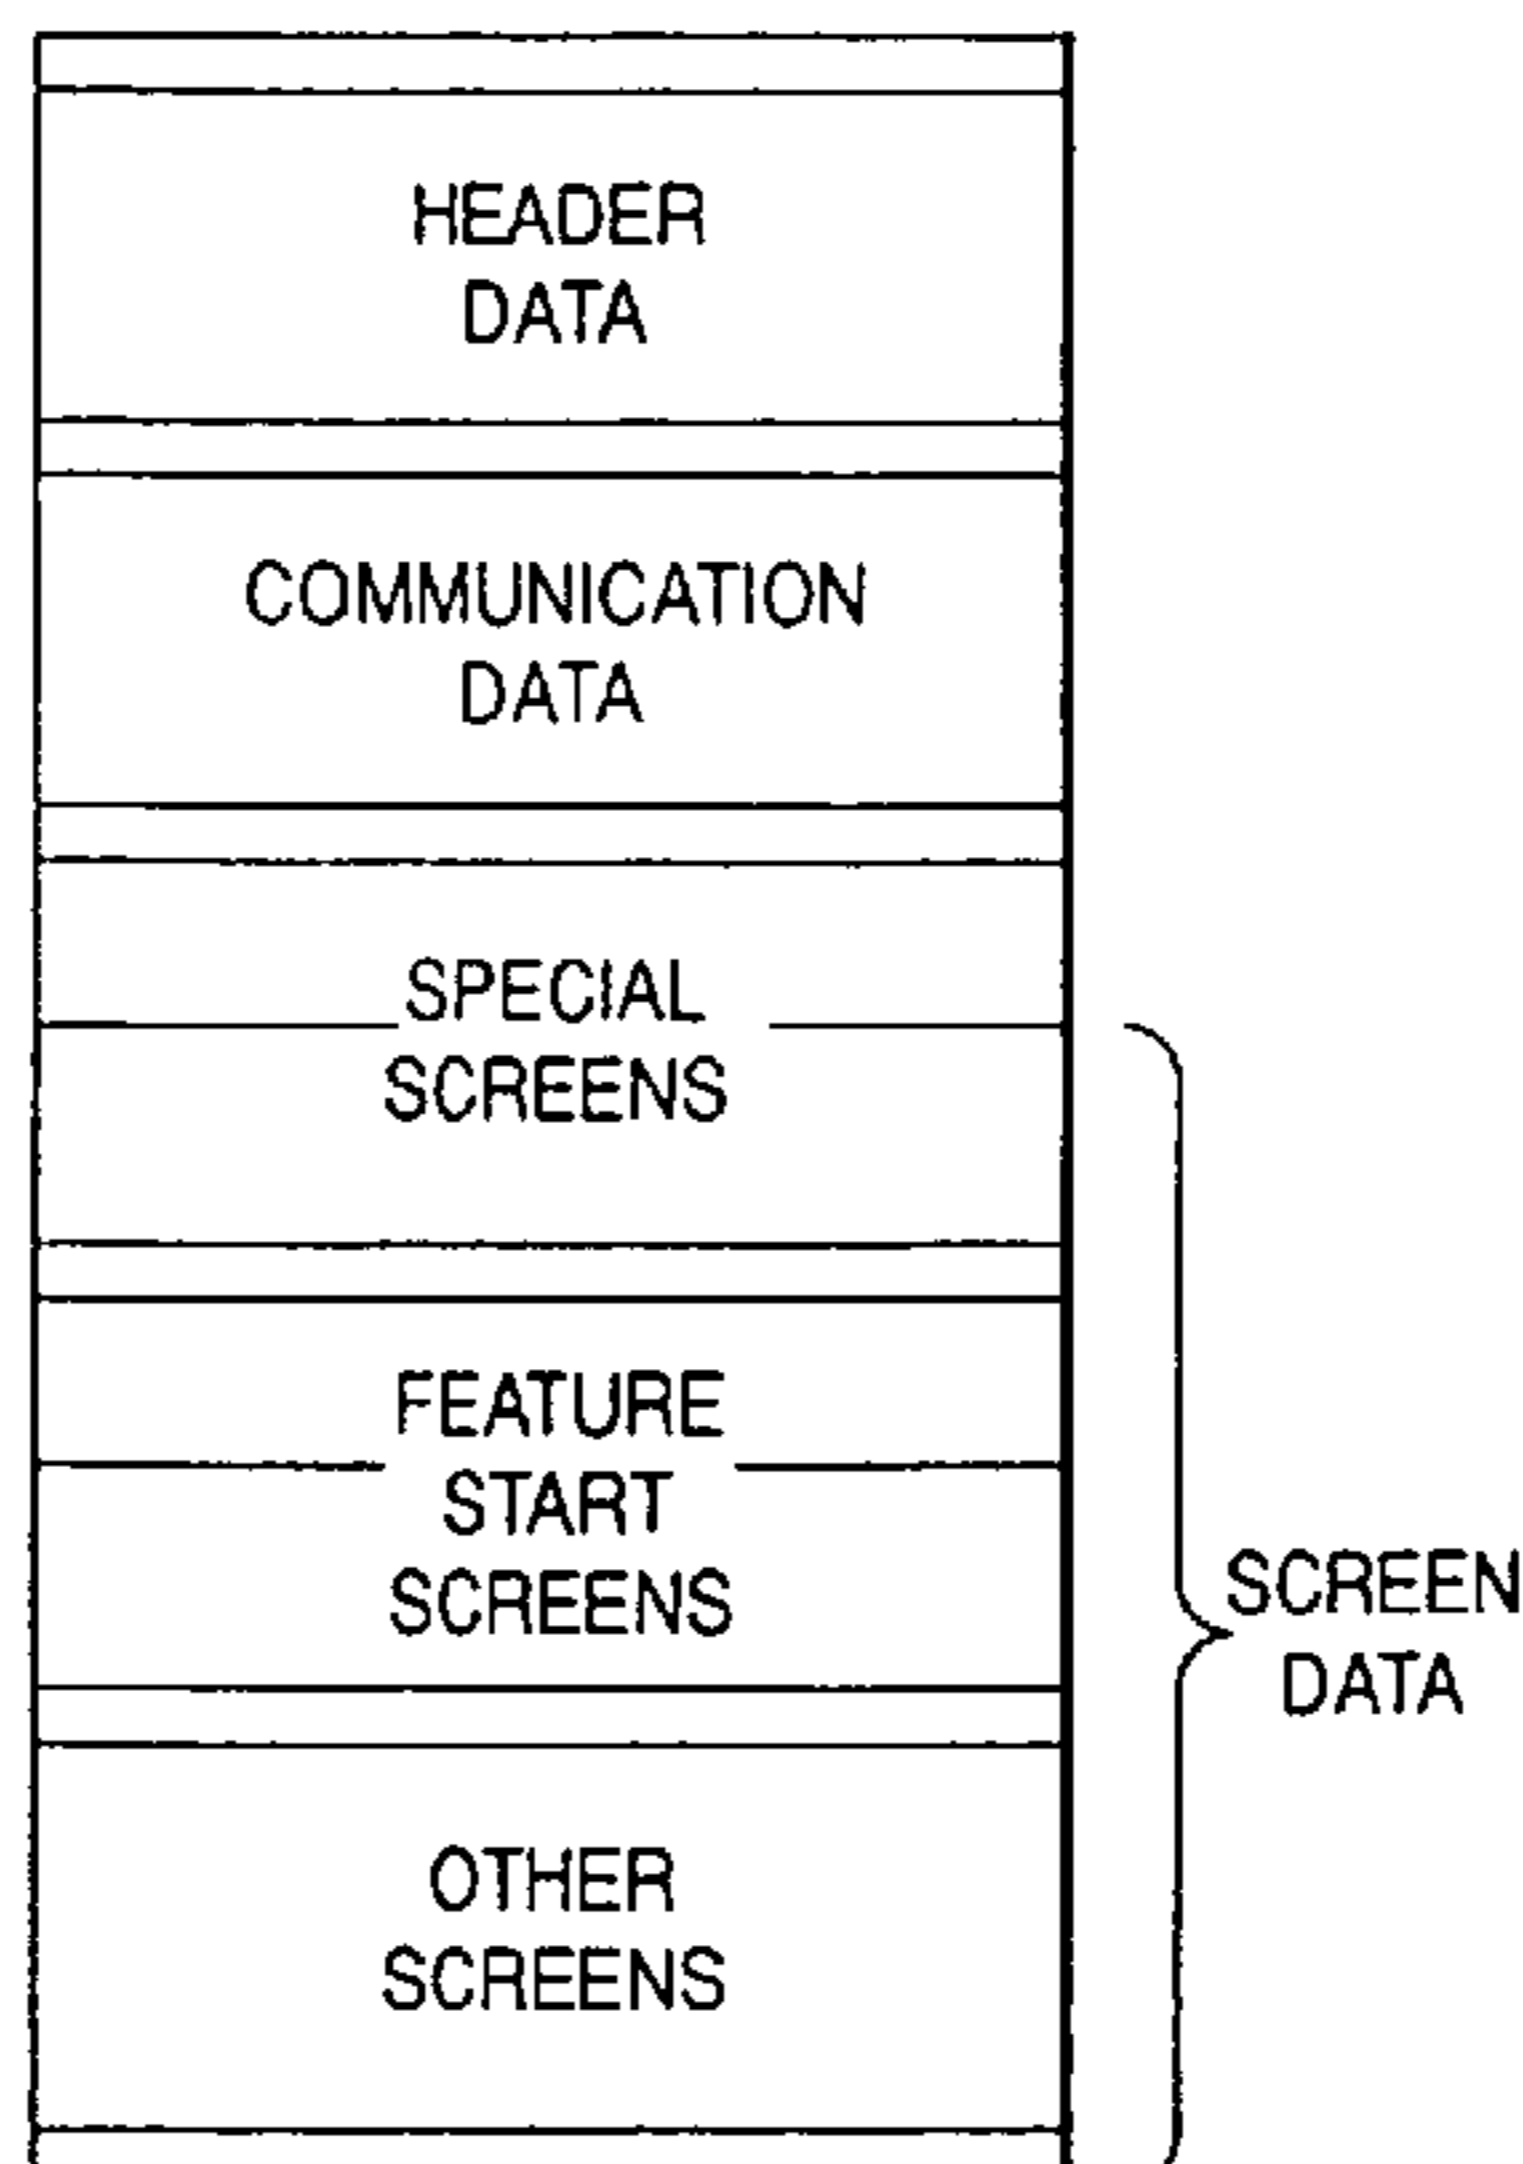 HEADER
DATA
COMMUNICATION
DATA
SPECIAL
SCREENS
FEATURE
START
SCREENS
OTHER
SCREENS
SCREEN
DATA